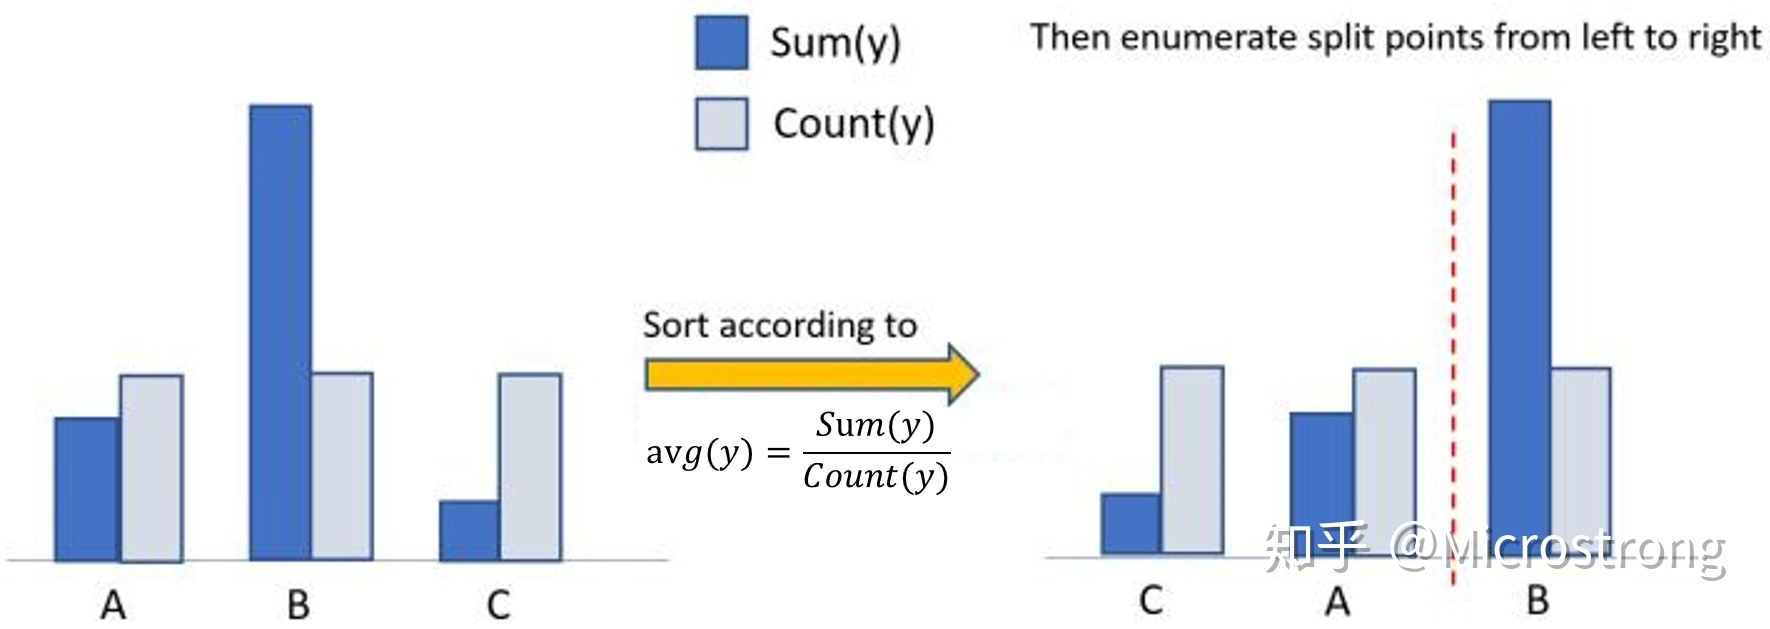 Sum(y)
Count(y)
Then enumerate split points from left to right
Sort according to
avg(y) = Sum(y) / Count(y)
A
B
C
C
A
B
知乎 @Microstrong